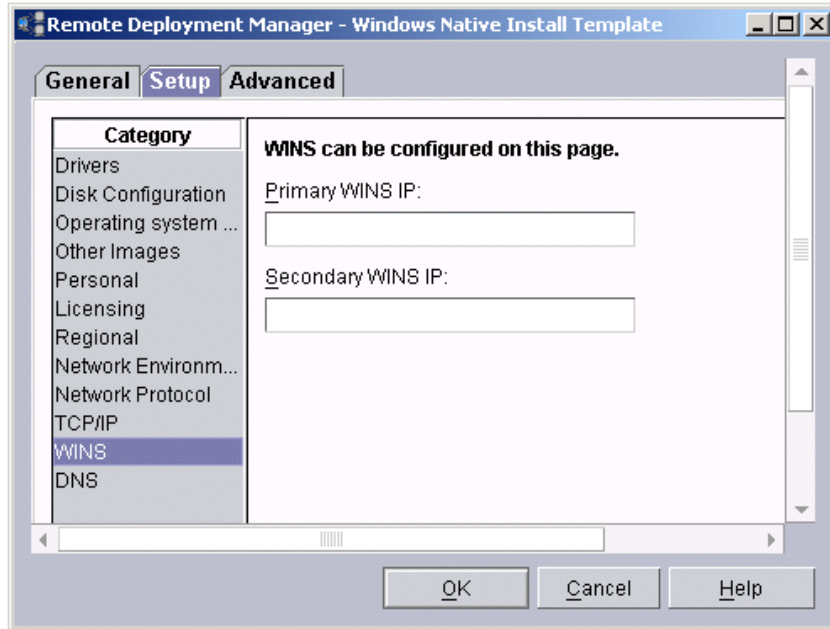 Remote Deployment Manager - Windows Native Install Template
General Setup Advanced
Category
Drivers
Disk Configuration
Operating system ...
Other Images
Personal
Licensing
Regional
Network Environm...
Network Protocol
TCP/IP
WINS
DNS
WINS can be configured on this page.
Primary WINS IP:
Secondary WINS IP:
OK Cancel Help